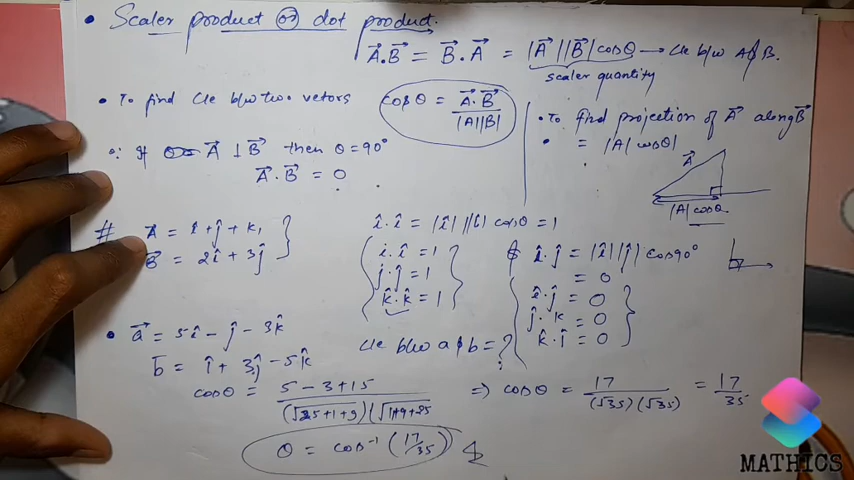 • Scaler product or dot product.
A⃗.B⃗ = B⃗.A⃗ = |A⃗||B⃗| cosθ → ∠le b/w A & B.
scaler quantity
• To find ∠le b/w two vetors cosθ = A⃗.B⃗ / |A||B|
∵ If A⃗ ⊥ B⃗ then θ = 90°
A⃗.B⃗ = 0
• To find projection of A⃗ along B⃗
• = |A| cosθ|
A⃗
|A| cosθ
# A⃗ = i + j + k, }
B⃗ = 2î + 3ĵ
î.î = |î||î| cosθ = 1
i.î = 1
j.j = 1
k̂.k̂ = 1
& î.ĵ = |î||ĵ| cos90°
= 0
î.j = 0
j.k = 0
k.î = 0
• a⃗ = 5î - ĵ - 3k̂
b = î + 3ĵ - 5k̂
∠le b/w a & b = ?
cosθ = 5 - 3 + 15 / (√25+1+9)(√1+9+25 ⇒ cosθ = 17 / (√35)(√35) = 17/35
θ = cos⁻¹ (17/35)
MATHICS